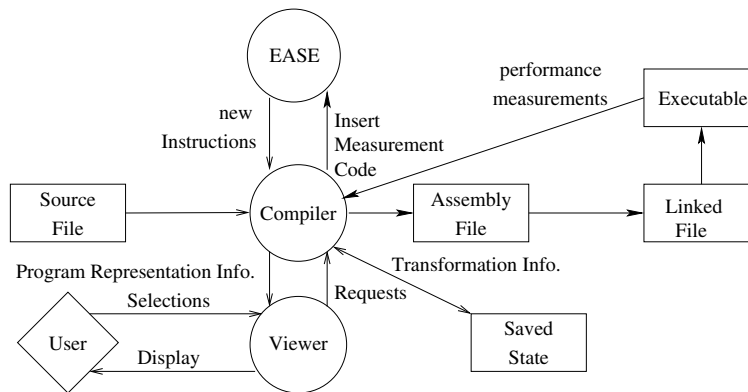 EASE
performance
measurements
Executable
new
Instructions
Insert
Measurement
Code
Source
File
Compiler
Assembly
File
Linked
File
Program Representation Info.
Transformation Info.
Selections
Requests
User
Viewer
Display
Saved
State